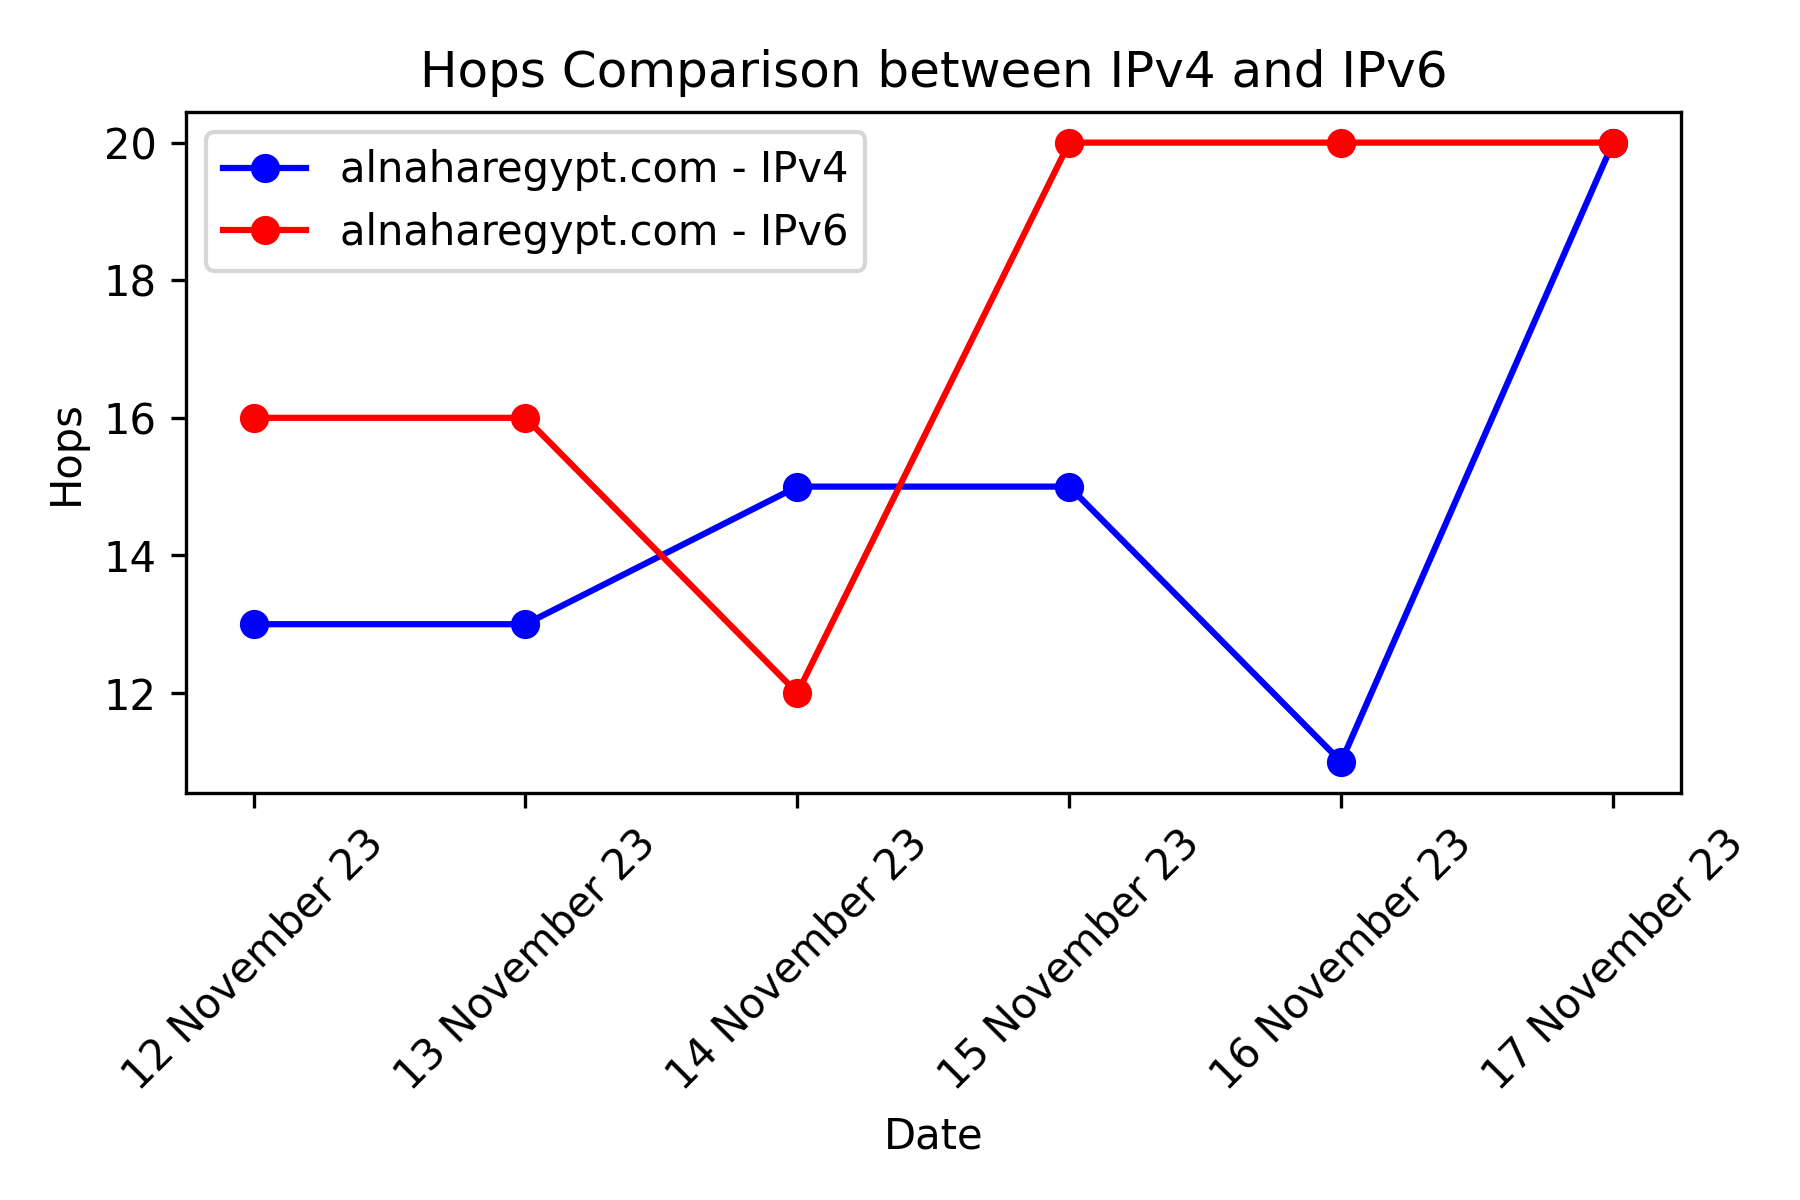 Hops Comparison between IPv4 and IPv6
alnaharegypt.com - IPv4
alnaharegypt.com - IPv6
20
18
16
14
12
Hops
12 November 23
13 November 23
14 November 23
15 November 23
16 November 23
17 November 23
Date